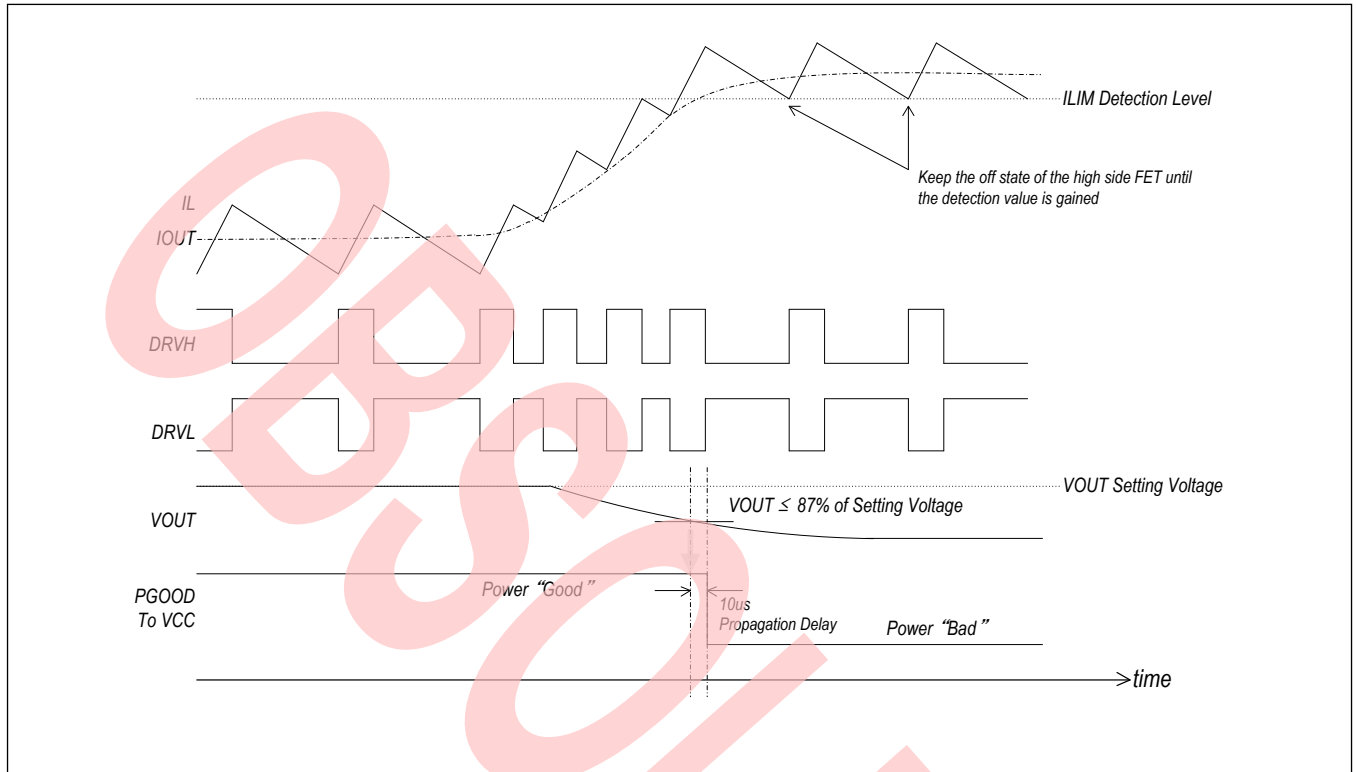 ILIM Detection Level
Keep the off state of the high side FET until
the detection value is gained
IL
IOUT
DRVH
DRVL
VOUT Setting Voltage
VOUT ≤ 87% of Setting Voltage
VOUT
Power “Good”
PGOOD
To VCC
10us
Propagation Delay
Power “Bad”
time
OBSOL